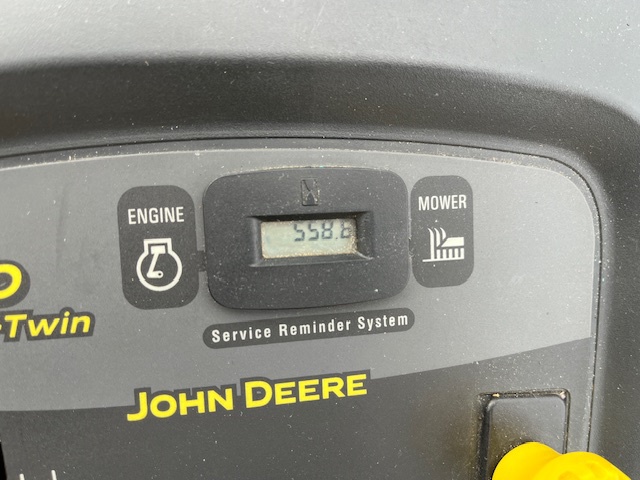 ENGINE
558.6
MOWER
-Twin
Service Reminder System
JOHN DEERE